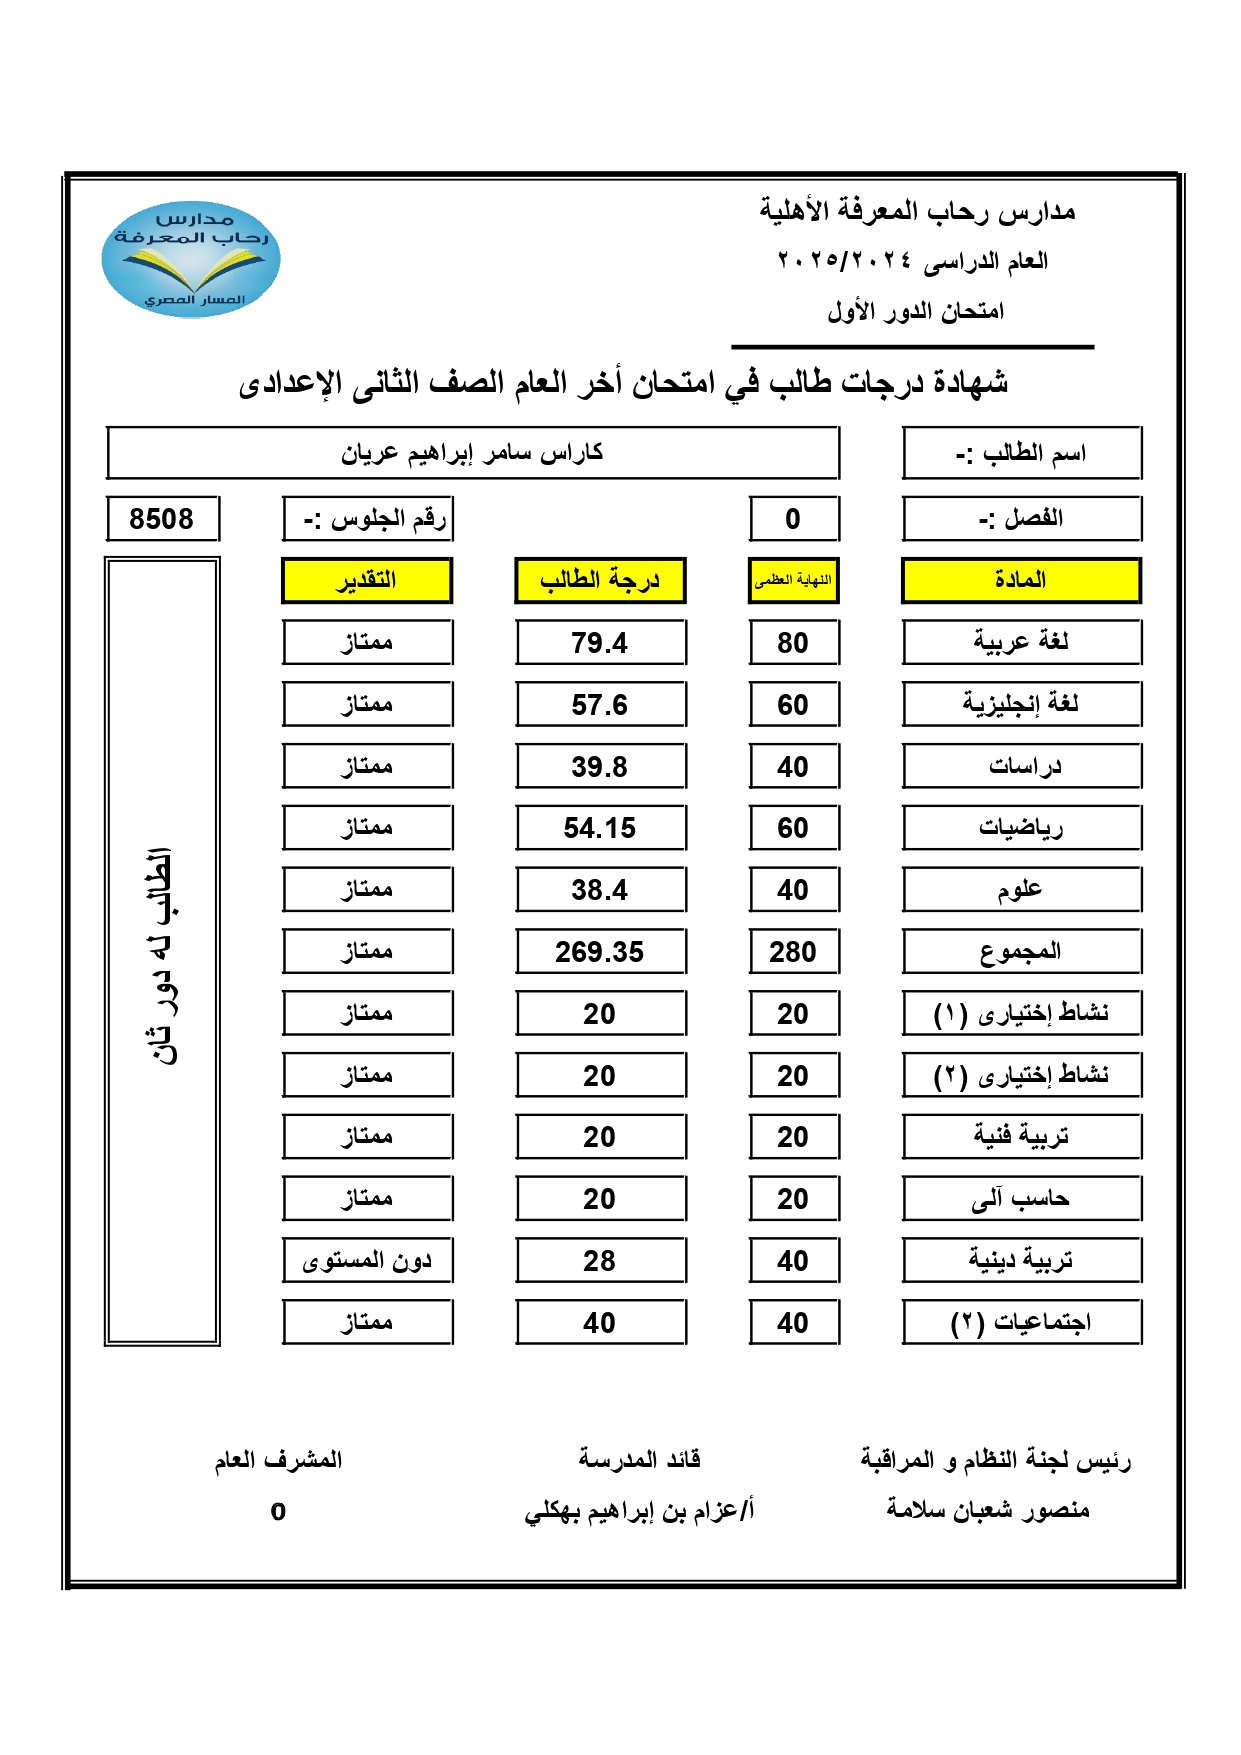 مدارس رحاب المعرفة الأهلية
العام الدراسى ٢٠٢٥/٢٠٢٤
امتحان الدور الأول
مدارس
رحاب المعرفة
المسار المصري
شهادة درجات طالب في امتحان أخر العام الصف الثانى الإعدادى
اسم الطالب :- كاراس سامر إبراهيم عريان
الفصل :- 0 رقم الجلوس :- 8508
المادة النهاية العظمى درجة الطالب التقدير
لغة عربية 80 79.4 ممتاز
لغة إنجليزية 60 57.6 ممتاز
دراسات 40 39.8 ممتاز
رياضيات 60 54.15 ممتاز
علوم 40 38.4 ممتاز
المجموع 280 269.35 ممتاز
نشاط إختيارى (١) 20 20 ممتاز
نشاط إختيارى (٢) 20 20 ممتاز
تربية فنية 20 20 ممتاز
حاسب آلى 20 20 ممتاز
تربية دينية 40 28 دون المستوى
اجتماعيات (٢) 40 40 ممتاز
الطالب له دور ثان
رئيس لجنة النظام و المراقبة قائد المدرسة المشرف العام
منصور شعبان سلامة أ/عزام بن إبراهيم بهكلي 0